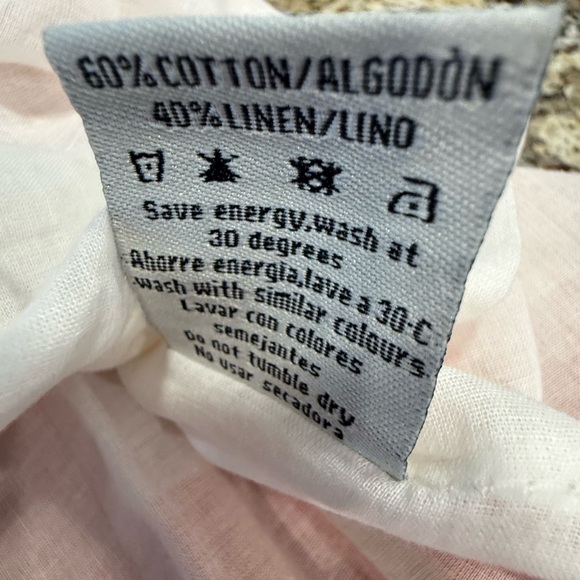 60%COTTON/ALGODÒN
40%LINEN/LINO
Save energy,wash at
30 degrees
Ahorre energia,lave a 30·C
wash with similar colours
Lavar con colores
semejantes
Do not tumble dry
No usar secadora